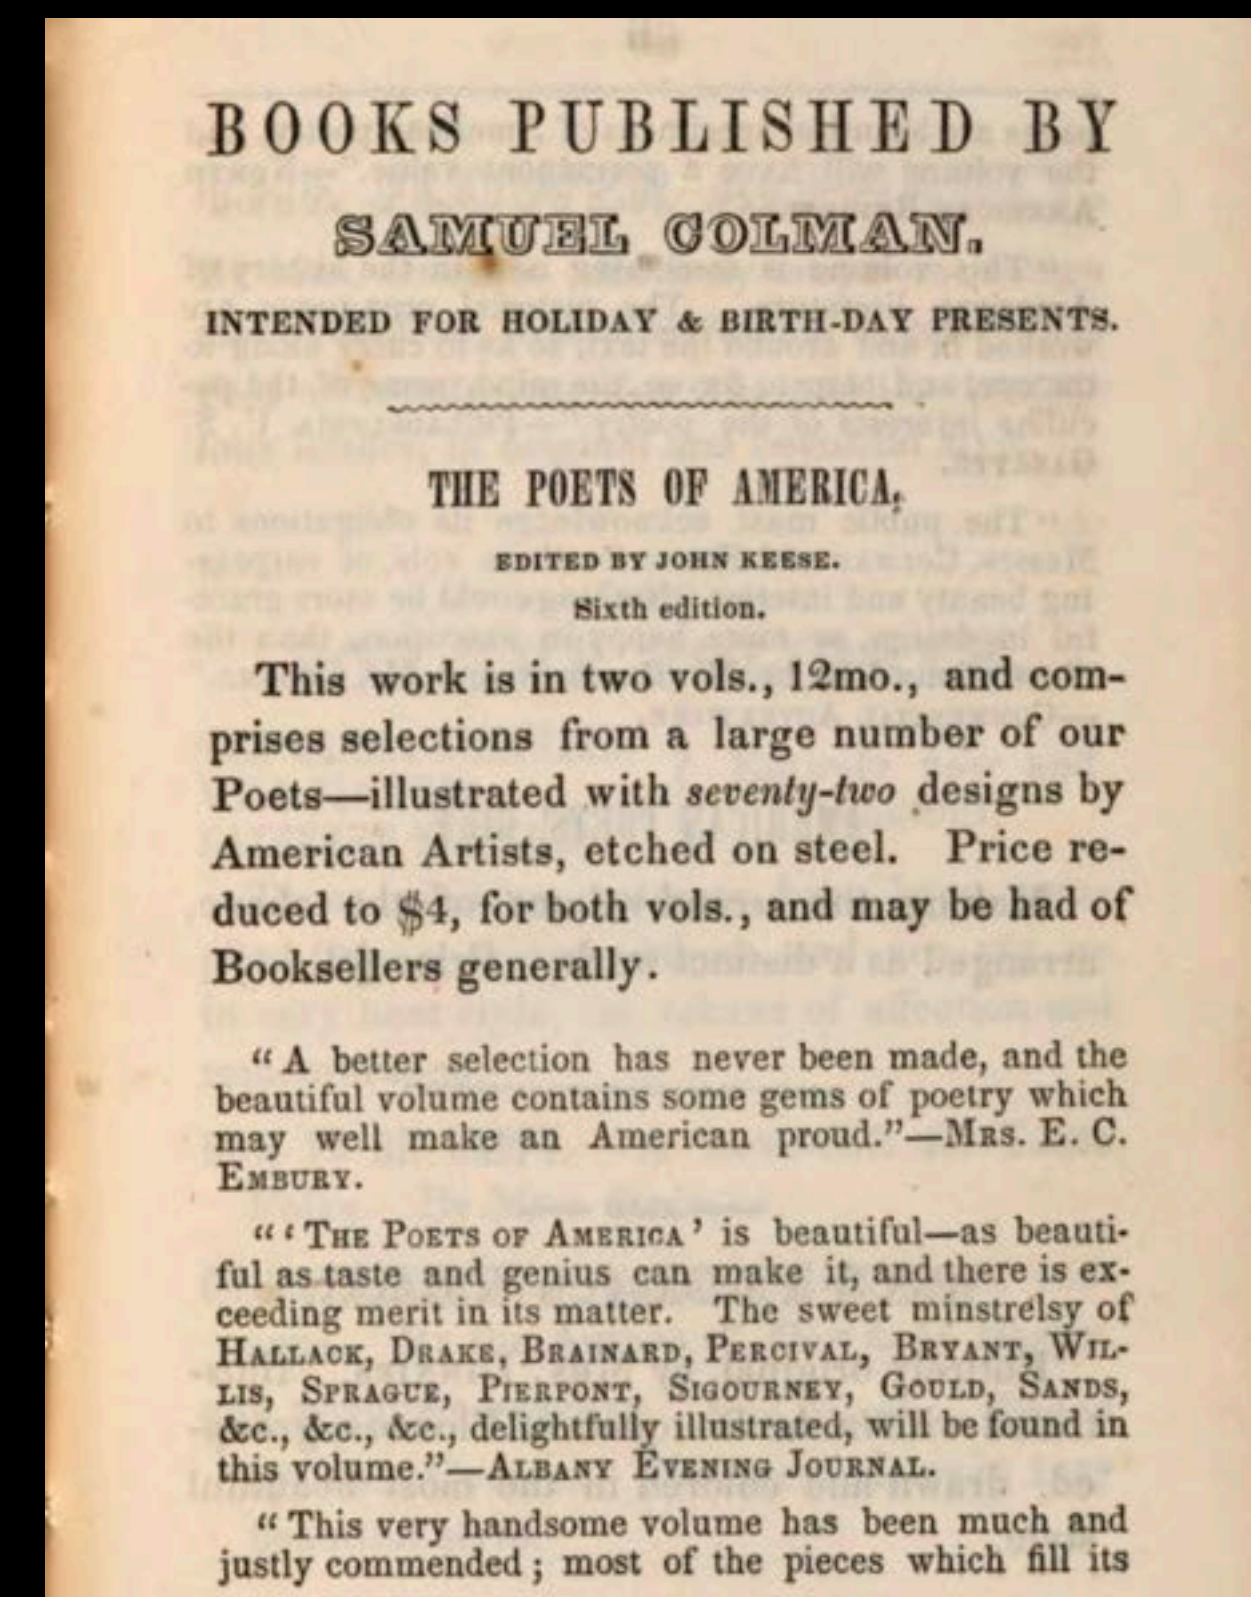 BOOKS PUBLISHED BY
SAMUEL COLMAN.
INTENDED FOR HOLIDAY & BIRTH-DAY PRESENTS.
THE POETS OF AMERICA,
EDITED BY JOHN KEESE.
Sixth edition.
This work is in two vols., 12mo., and com-
prises selections from a large number of our
Poets—illustrated with seventy-two designs by
American Artists, etched on steel. Price re-
duced to $4, for both vols., and may be had of
Booksellers generally.
“A better selection has never been made, and the
beautiful volume contains some gems of poetry which
may well make an American proud.”—MRS. E. C.
EMBURY.
“‘THE POETS OF AMERICA’ is beautiful—as beauti-
ful as taste and genius can make it, and there is ex-
ceeding merit in its matter. The sweet minstrelsy of
HALLACK, DRAKE, BRAINARD, PERCIVAL, BRYANT, WIL-
LIS, SPRAGUE, PIERPONT, SIGOURNEY, GOULD, SANDS,
&c., &c., &c., delightfully illustrated, will be found in
this volume.”—ALBANY EVENING JOURNAL.
“This very handsome volume has been much and
justly commended; most of the pieces which fill its